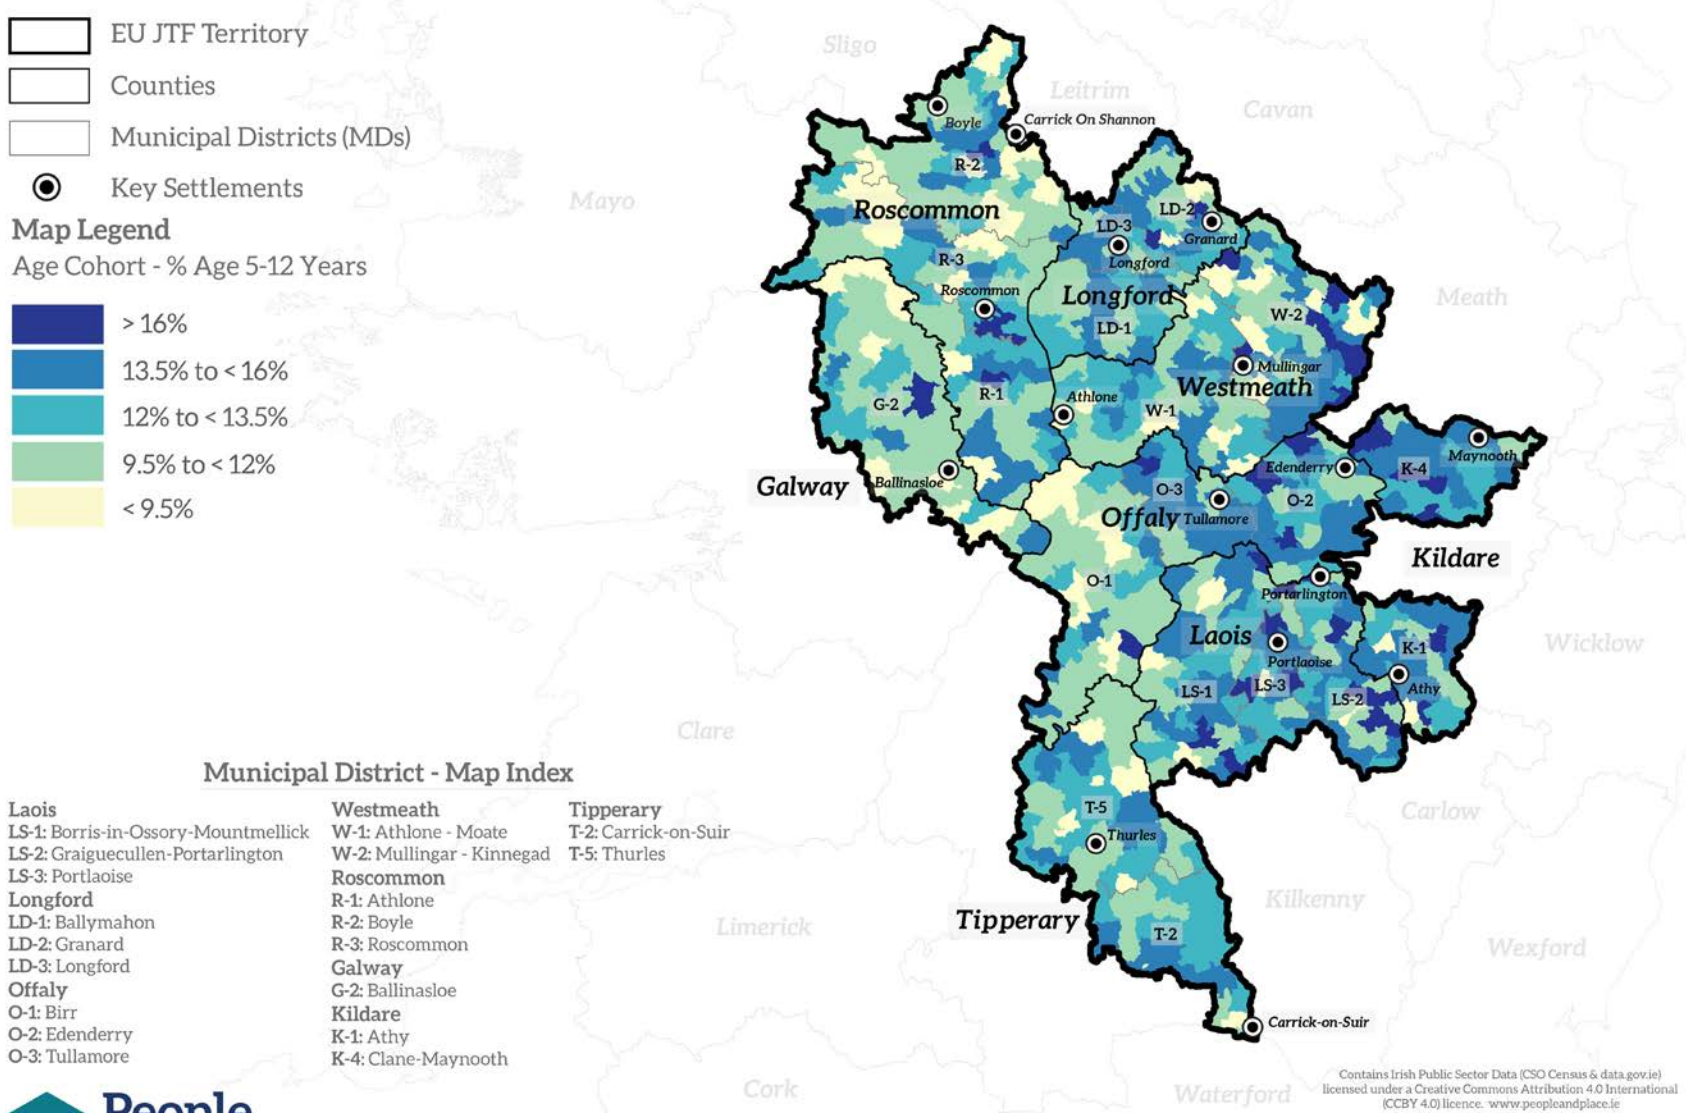 EU JTF Territory
Counties
Municipal Districts (MDs)
Key Settlements
Map Legend
Age Cohort - % Age 5-12 Years
> 16%
13.5% to < 16%
12% to < 13.5%
9.5% to < 12%
< 9.5%
Sligo
Leitrim
Cavan
Mayo
Meath
Wicklow
Clare
Carlow
Limerick
Kilkenny
Wexford
Cork
Waterford
Boyle
Carrick On Shannon
R-2
Roscommon
LD-2
LD-3
Granard
Longford
R-3
Roscommon
Longford
LD-1
W-2
Mullingar
Westmeath
G-2
R-1
Athlone
W-1
Galway
Ballinasloe
Edenderry
K-4
Maynooth
O-3
O-2
Offaly
Tullamore
Kildare
O-1
Portarlington
Laois
Portlaoise
K-1
Athy
LS-1
LS-3
LS-2
T-5
Thurles
Tipperary
T-2
Carrick-on-Suir
Municipal District - Map Index
Laois
LS-1: Borris-in-Ossory-Mountmellick
LS-2: Graiguecullen-Portarlington
LS-3: Portlaoise
Longford
LD-1: Ballymahon
LD-2: Granard
LD-3: Longford
Offaly
O-1: Birr
O-2: Edenderry
O-3: Tullamore
Westmeath
W-1: Athlone - Moate
W-2: Mullingar - Kinnegad
Roscommon
R-1: Athlone
R-2: Boyle
R-3: Roscommon
Galway
G-2: Ballinasloe
Kildare
K-1: Athy
K-4: Clane-Maynooth
Tipperary
T-2: Carrick-on-Suir
T-5: Thurles
People
Contains Irish Public Sector Data (CSO Census & data.gov.ie)
licensed under a Creative Commons Attribution 4.0 International
(CCBY 4.0) licence. www.peopleandplace.ie